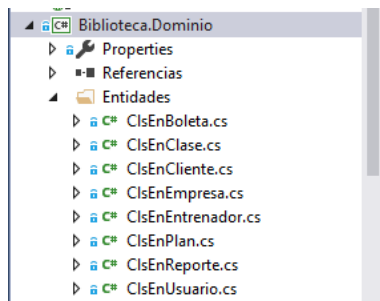 C# Biblioteca.Dominio
Properties
Referencias
Entidades
C# ClsEnBoleta.cs
C# ClsEnClase.cs
C# ClsEnCliente.cs
C# ClsEnEmpresa.cs
C# ClsEnEntrenador.cs
C# ClsEnPlan.cs
C# ClsEnReporte.cs
C# ClsEnUsuario.cs